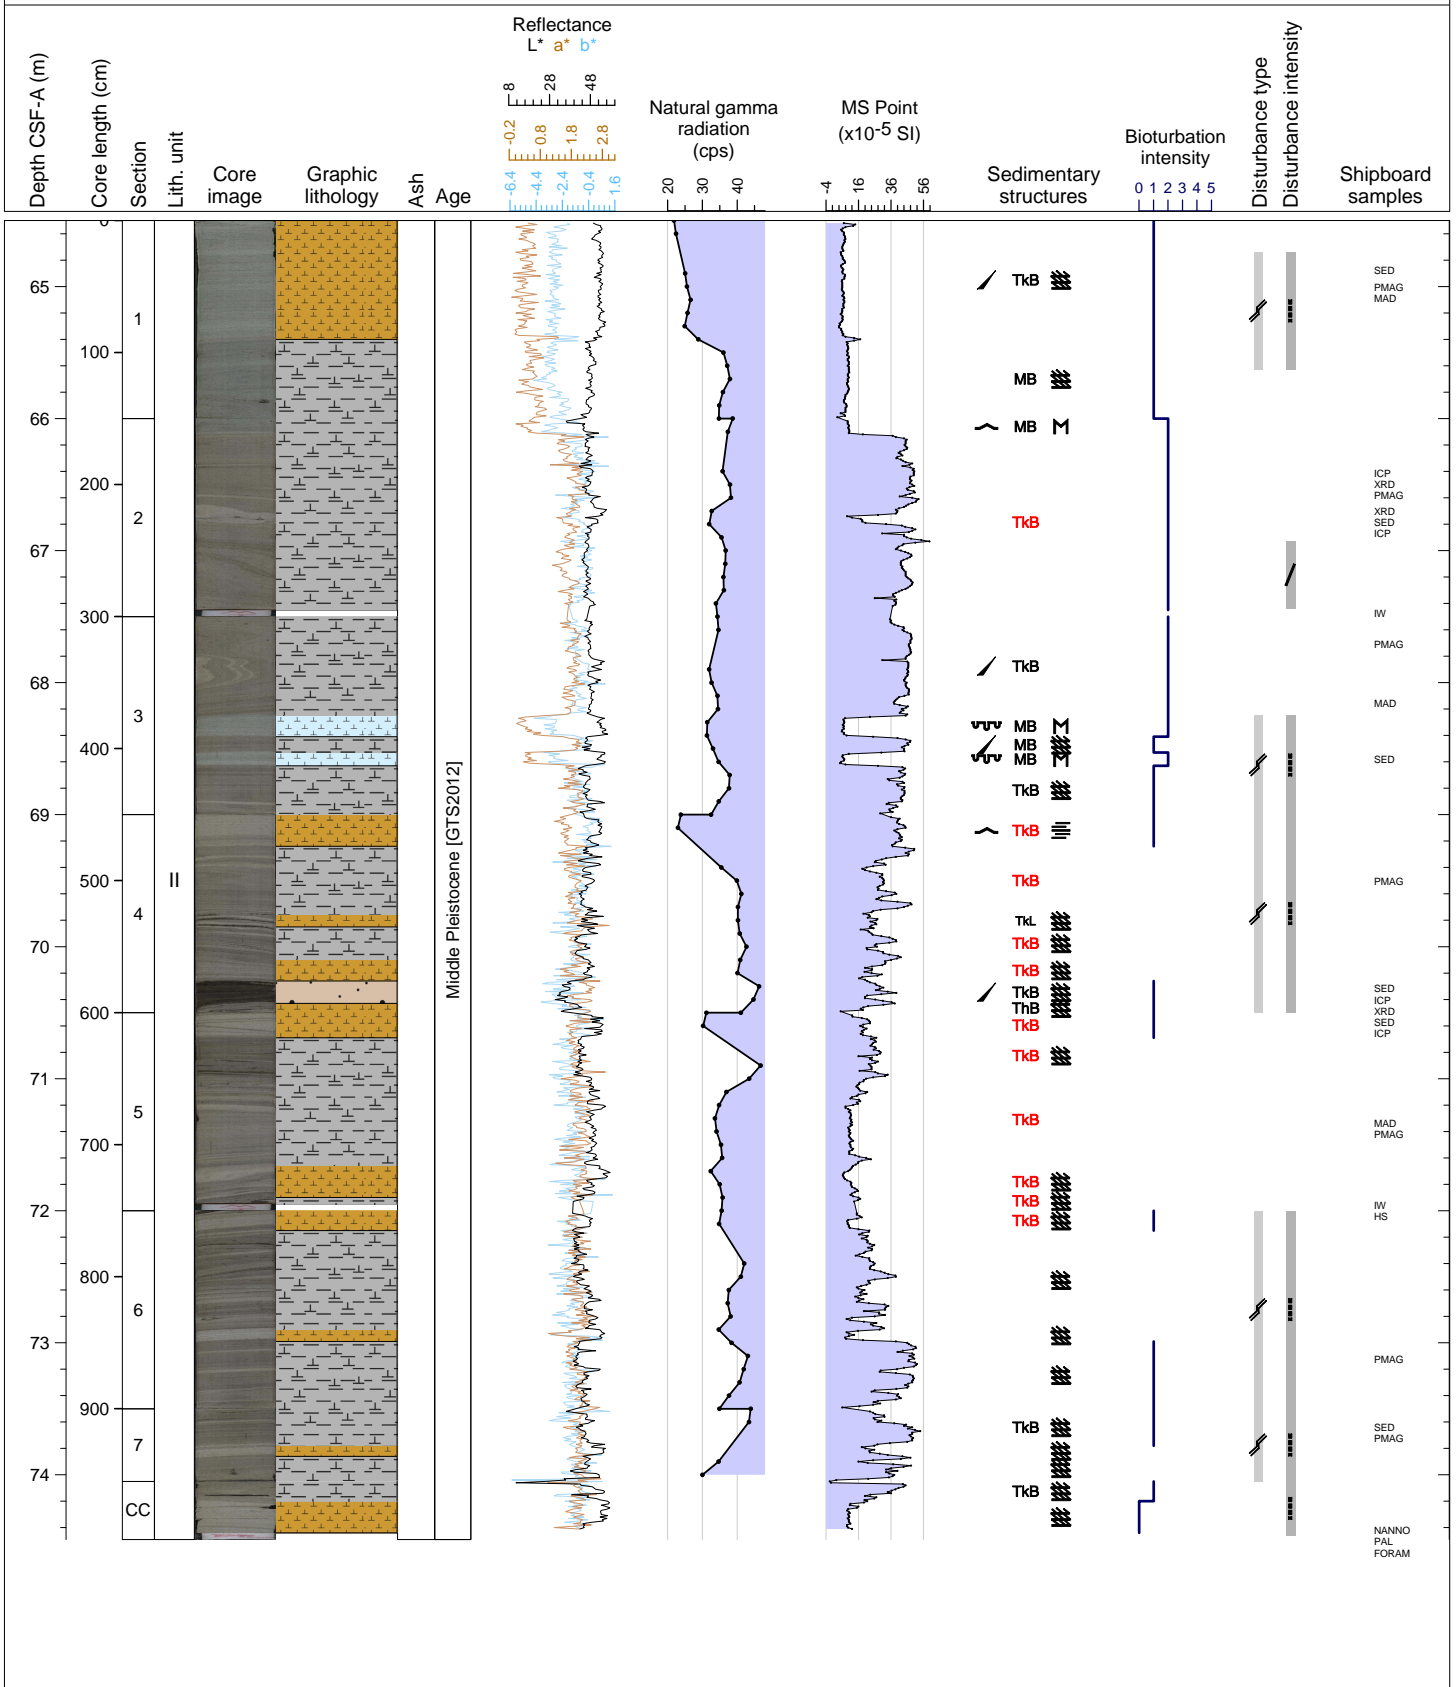 Depth CSF-A (m)
Core length (cm)
Section
Lith. unit
Core
image
Graphic
lithology
Ash
Age
Reflectance
L* a* b*
8 28 48
-0.2 0.8 1.8 2.8
-6.4 -4.4 -2.4 -0.4 1.6
Natural gamma
radiation
(cps)
20 30 40
MS Point
(x10-5 SI)
-4 16 36 56
Sedimentary
structures
Bioturbation
intensity
0 1 2 3 4 5
Disturbance type
Disturbance intensity
Shipboard
samples
0
TkB
SED
65
PMAG
MAD
1
100
MB
66
MB
ICP
200
XRD
PMAG
XRD
2
TkB
SED
ICP
67
300
IW
PMAG
TkB
68
MAD
3
MB
400
MB
MB
SED
TkB
69
TkB
Middle Pleistocene [GTS2012]
500
II
TkB
PMAG
4
TkL
70
TkB
TkB
TkB
SED
ICP
600
ThB
XRD
TkB
SED
ICP
71
TkB
5
TkB
MAD
700
PMAG
TkB
TkB
72
IW
TkB
HS
800
6
73
PMAG
900
TkB
SED
7
PMAG
74
TkB
CC
NANNO
PAL
FORAM